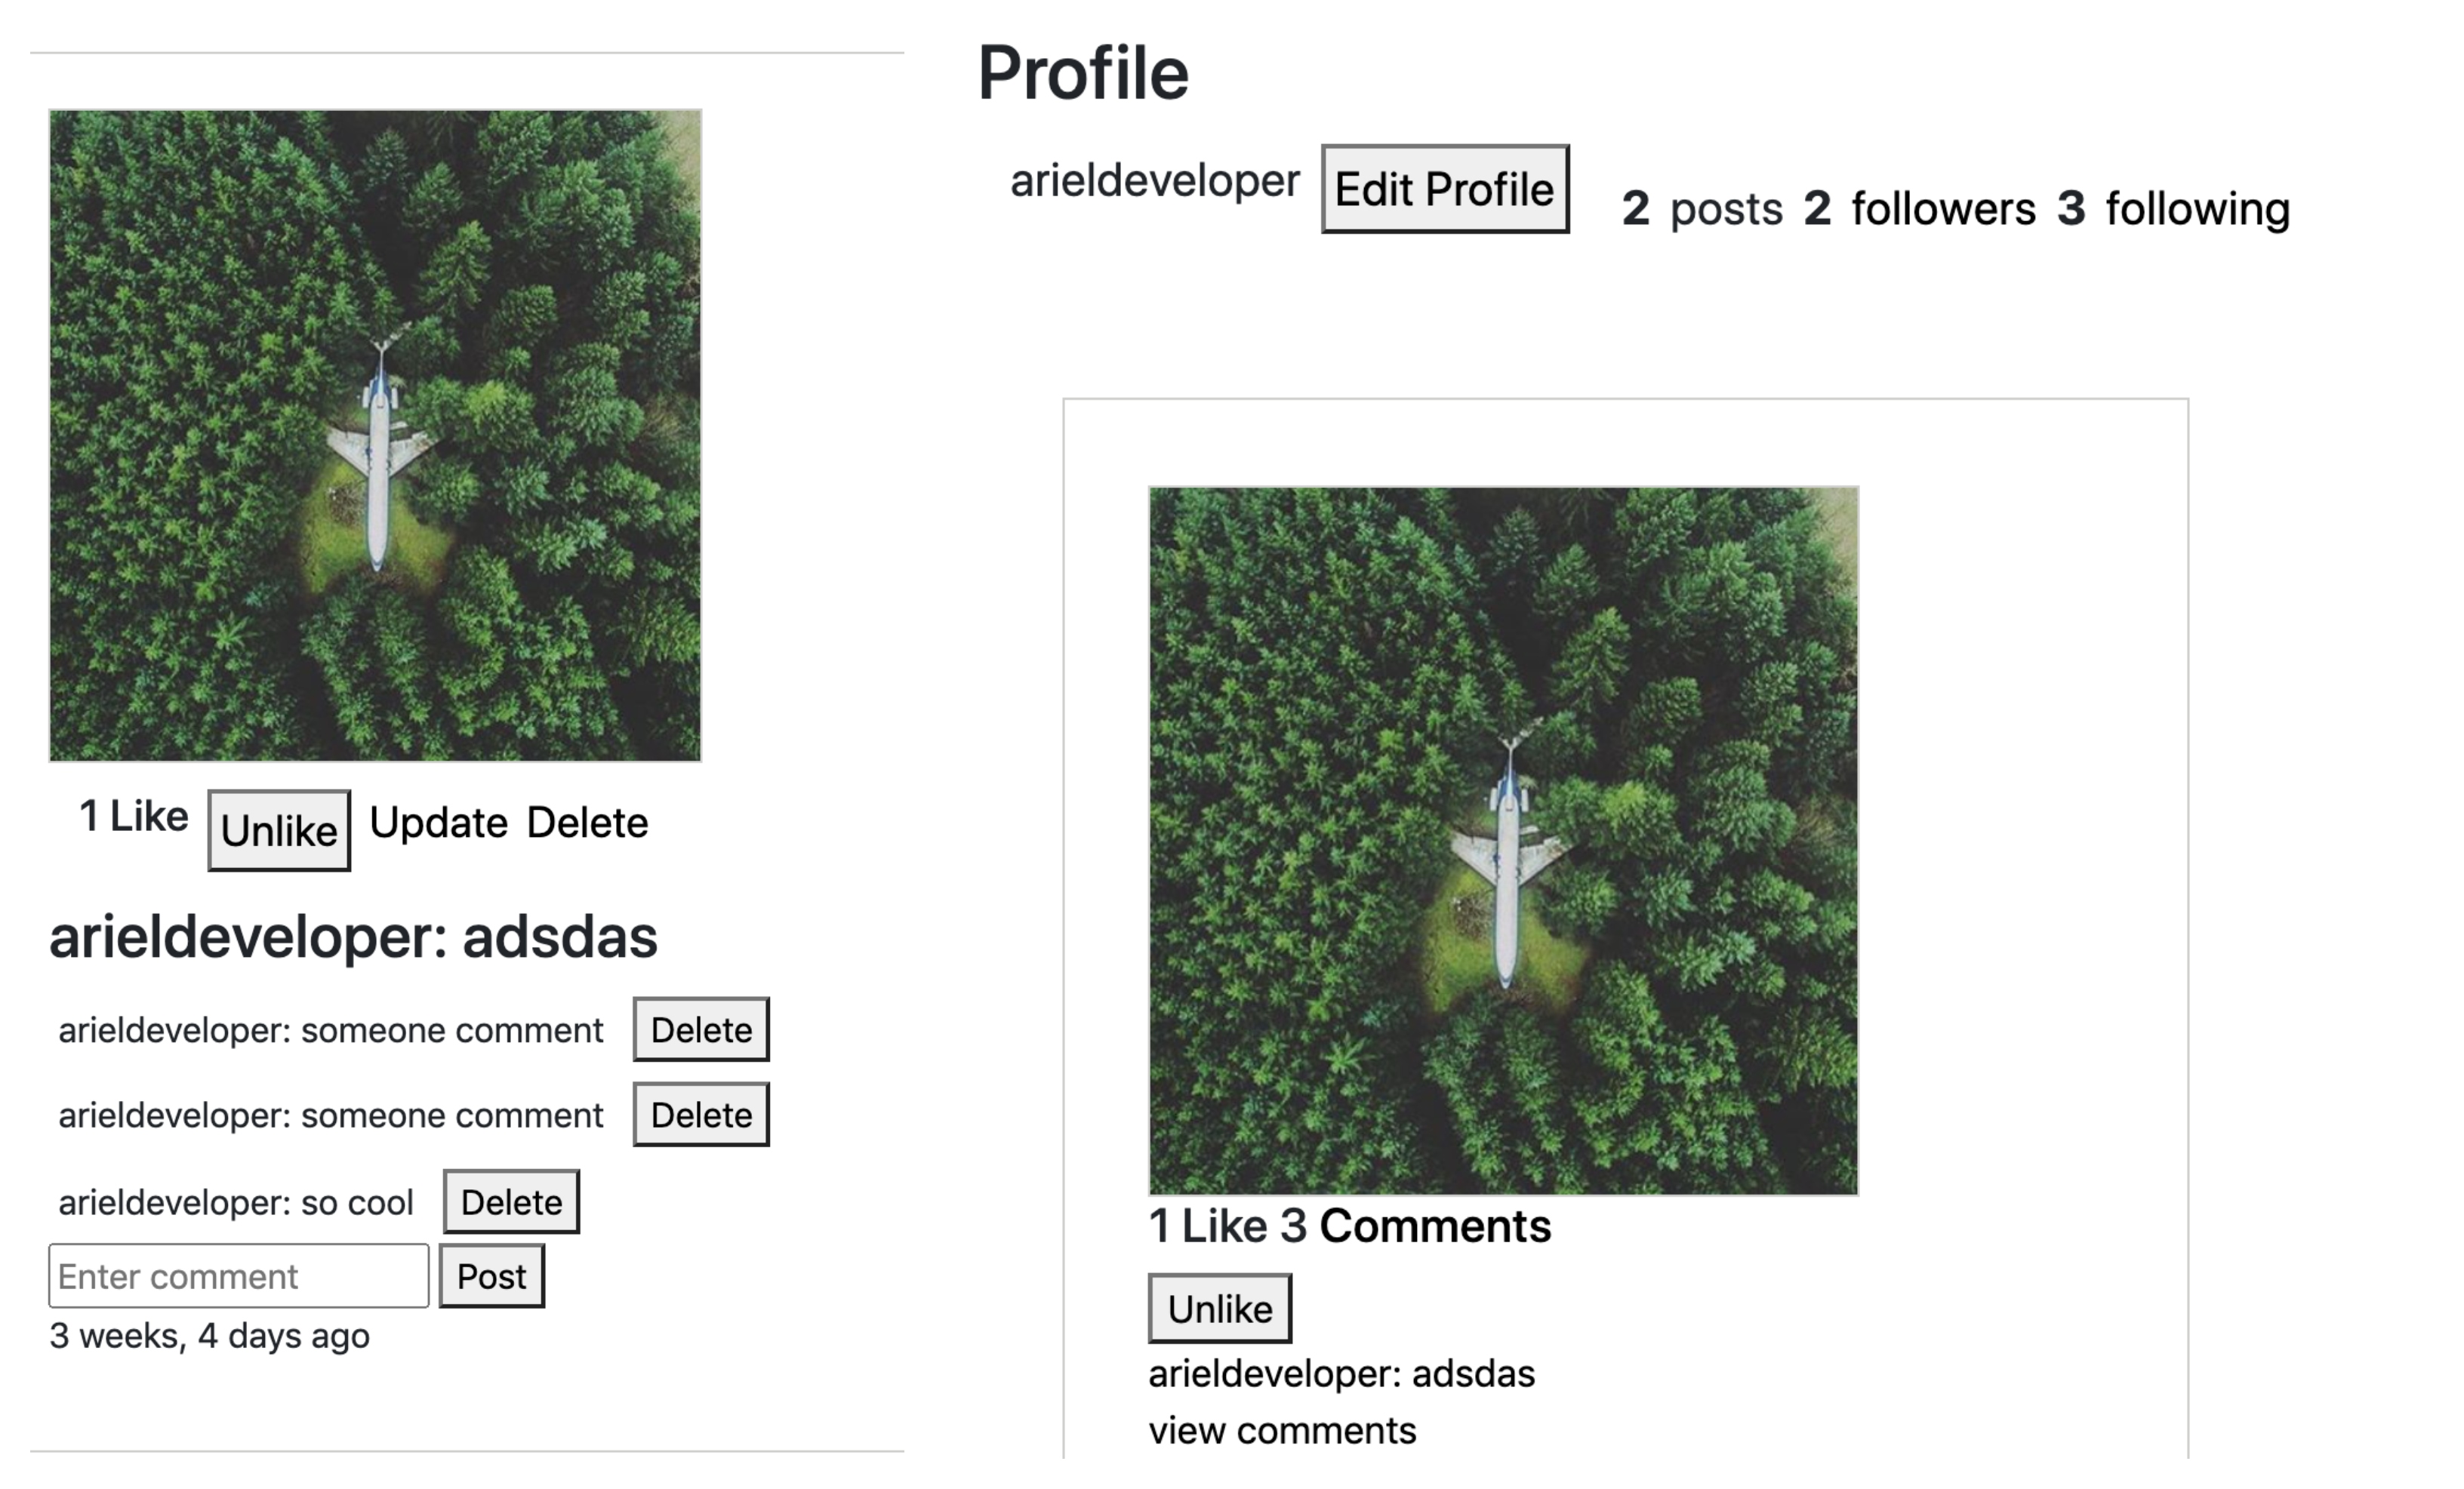 1 Like Unlike Update Delete
arieldeveloper: adsdas
arieldeveloper: someone comment Delete
arieldeveloper: someone comment Delete
arieldeveloper: so cool Delete
Enter comment Post
3 weeks, 4 days ago
Profile
arieldeveloper Edit Profile 2 posts 2 followers 3 following
1 Like 3 Comments
Unlike
arieldeveloper: adsdas
view comments